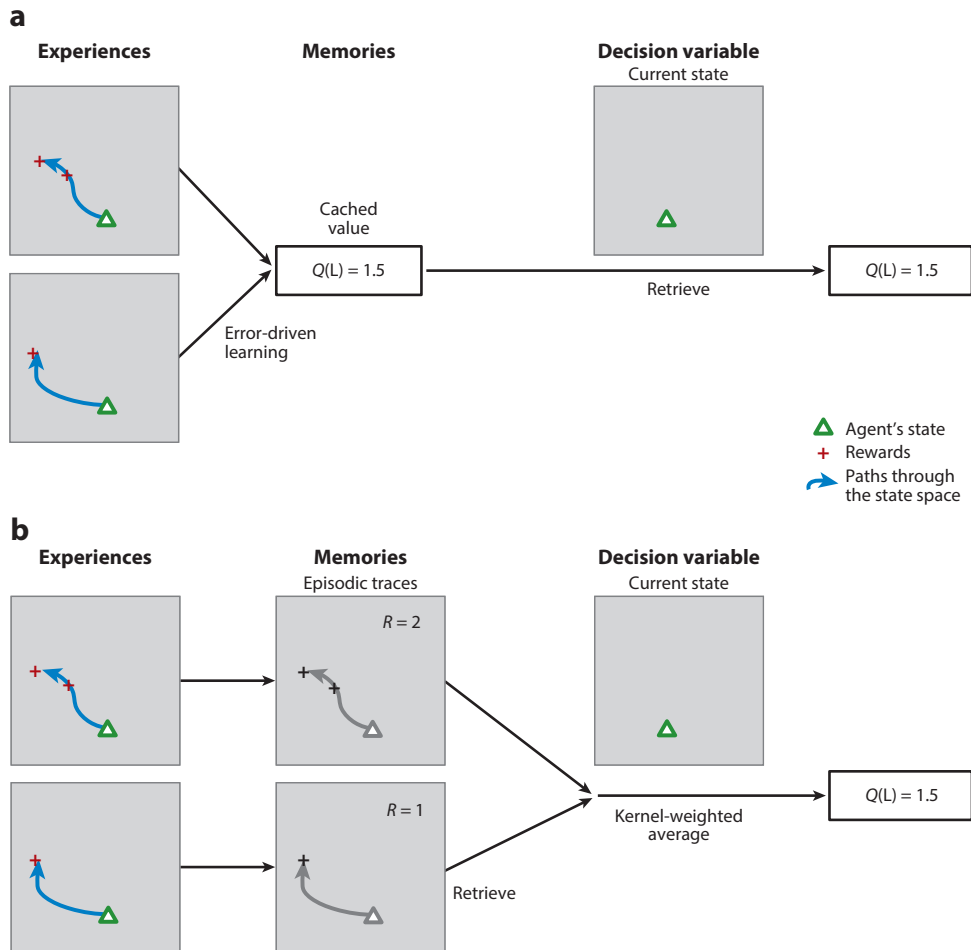 a
Experiences
Memories
Decision variable
Current state
Cached
value
Q(L) = 1.5
Q(L) = 1.5
Retrieve
Error-driven
learning
Agent's state
+ Rewards
Paths through
the state space
b
Experiences
Memories
Decision variable
Episodic traces
Current state
R = 2
R = 1
Q(L) = 1.5
Kernel-weighted
average
Retrieve